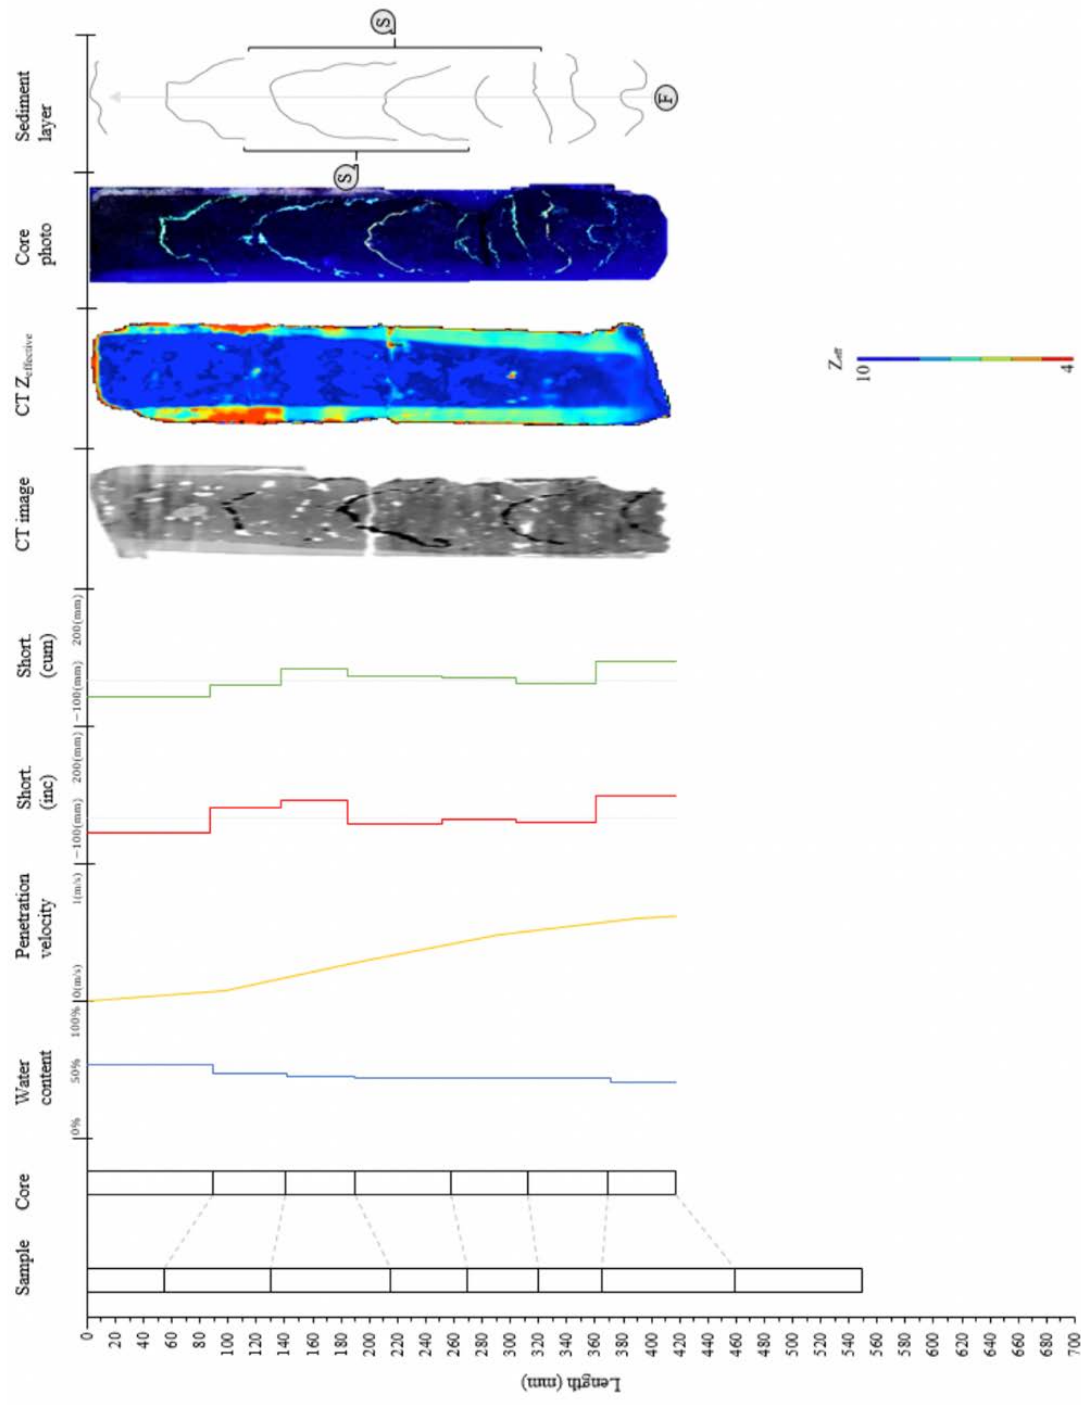 Sample
Core
Water
content
Penetration
velocity
Short.
(inc)
Short.
(cum)
CT image
CT Zeffective
Core
photo
Sediment
layer
0%
50%
100%
0(m/s)
1(m/s)
−100(mm)
200(mm)
−100(mm)
200(mm)
S
S
F
Zeff
10
4
Length (mm)
0
20
40
60
80
100
120
140
160
180
200
220
240
260
280
300
320
340
360
380
400
420
440
460
480
500
520
540
560
580
600
620
640
660
680
700